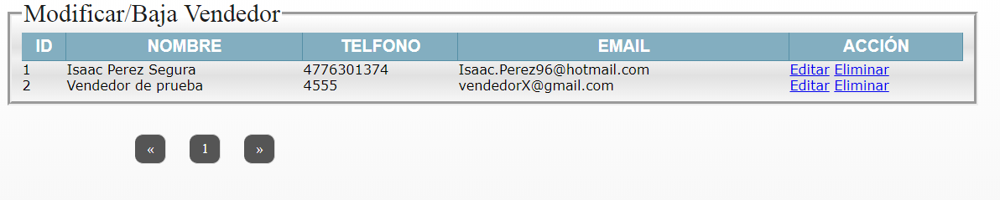 Modificar/Baja Vendedor
ID NOMBRE TELFONO EMAIL ACCIÓN
1 Isaac Perez Segura 4776301374 Isaac.Perez96@hotmail.com Editar Eliminar
2 Vendedor de prueba 4555 vendedorX@gmail.com Editar Eliminar
« 1 »